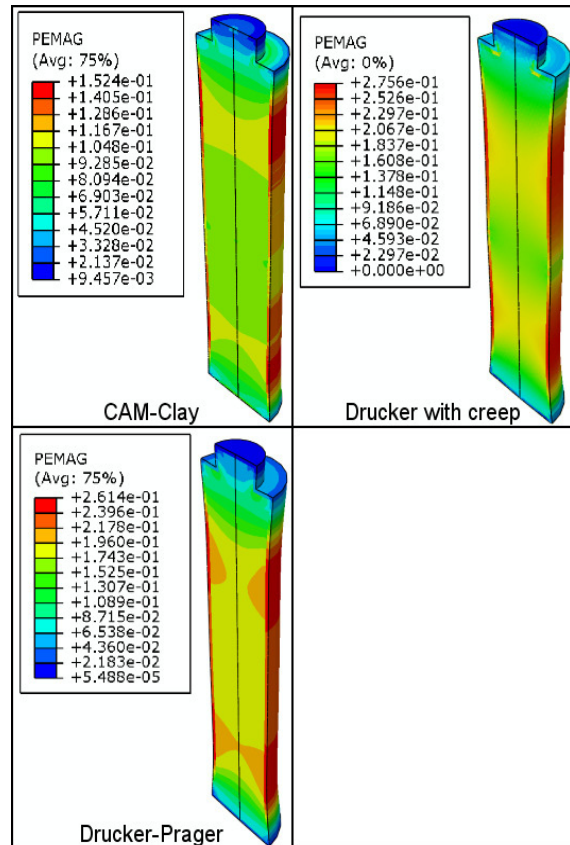 PEMAG
(Avg: 75%)
+1.524e-01
+1.405e-01
+1.286e-01
+1.167e-01
+1.048e-01
+9.285e-02
+8.094e-02
+6.903e-02
+5.711e-02
+4.520e-02
+3.328e-02
+2.137e-02
+9.457e-03
CAM-Clay
PEMAG
(Avg: 0%)
+2.756e-01
+2.526e-01
+2.297e-01
+2.067e-01
+1.837e-01
+1.608e-01
+1.378e-01
+1.148e-01
+9.186e-02
+6.890e-02
+4.593e-02
+2.297e-02
+0.000e+00
Drucker with creep
PEMAG
(Avg: 75%)
+2.614e-01
+2.396e-01
+2.178e-01
+1.960e-01
+1.743e-01
+1.525e-01
+1.307e-01
+1.089e-01
+8.715e-02
+6.538e-02
+4.360e-02
+2.183e-02
+5.488e-05
Drucker-Prager